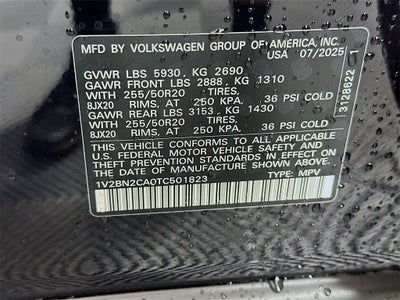 MFD BY VOLKSWAGEN GROUP OF AMERICA, INC.
USA 07/2025
GVWR LBS 5930, KG 2690
GAWR FRONT LBS 2888, KG 1310
WITH 255/50R20
8JX20 RIMS, AT 250 KPA, 36 PSI COLD
GAWR REAR LBS 3153, KG 1430
WITH 255/50R20
8JX20 RIMS, AT 250 KPA, 36 PSI COLD
THIS VEHICLE CONFORMS TO ALL APPLICABLE
U.S. FEDERAL MOTOR VEHICLE SAFETY AND
THEFT PREVENTION STANDARDS IN EFFECT
ON THE DATE OF MANUFACTURE SHOWN ABOVE.
1V2BN2CA0TC501823 TYPE: MPV
3128622 1